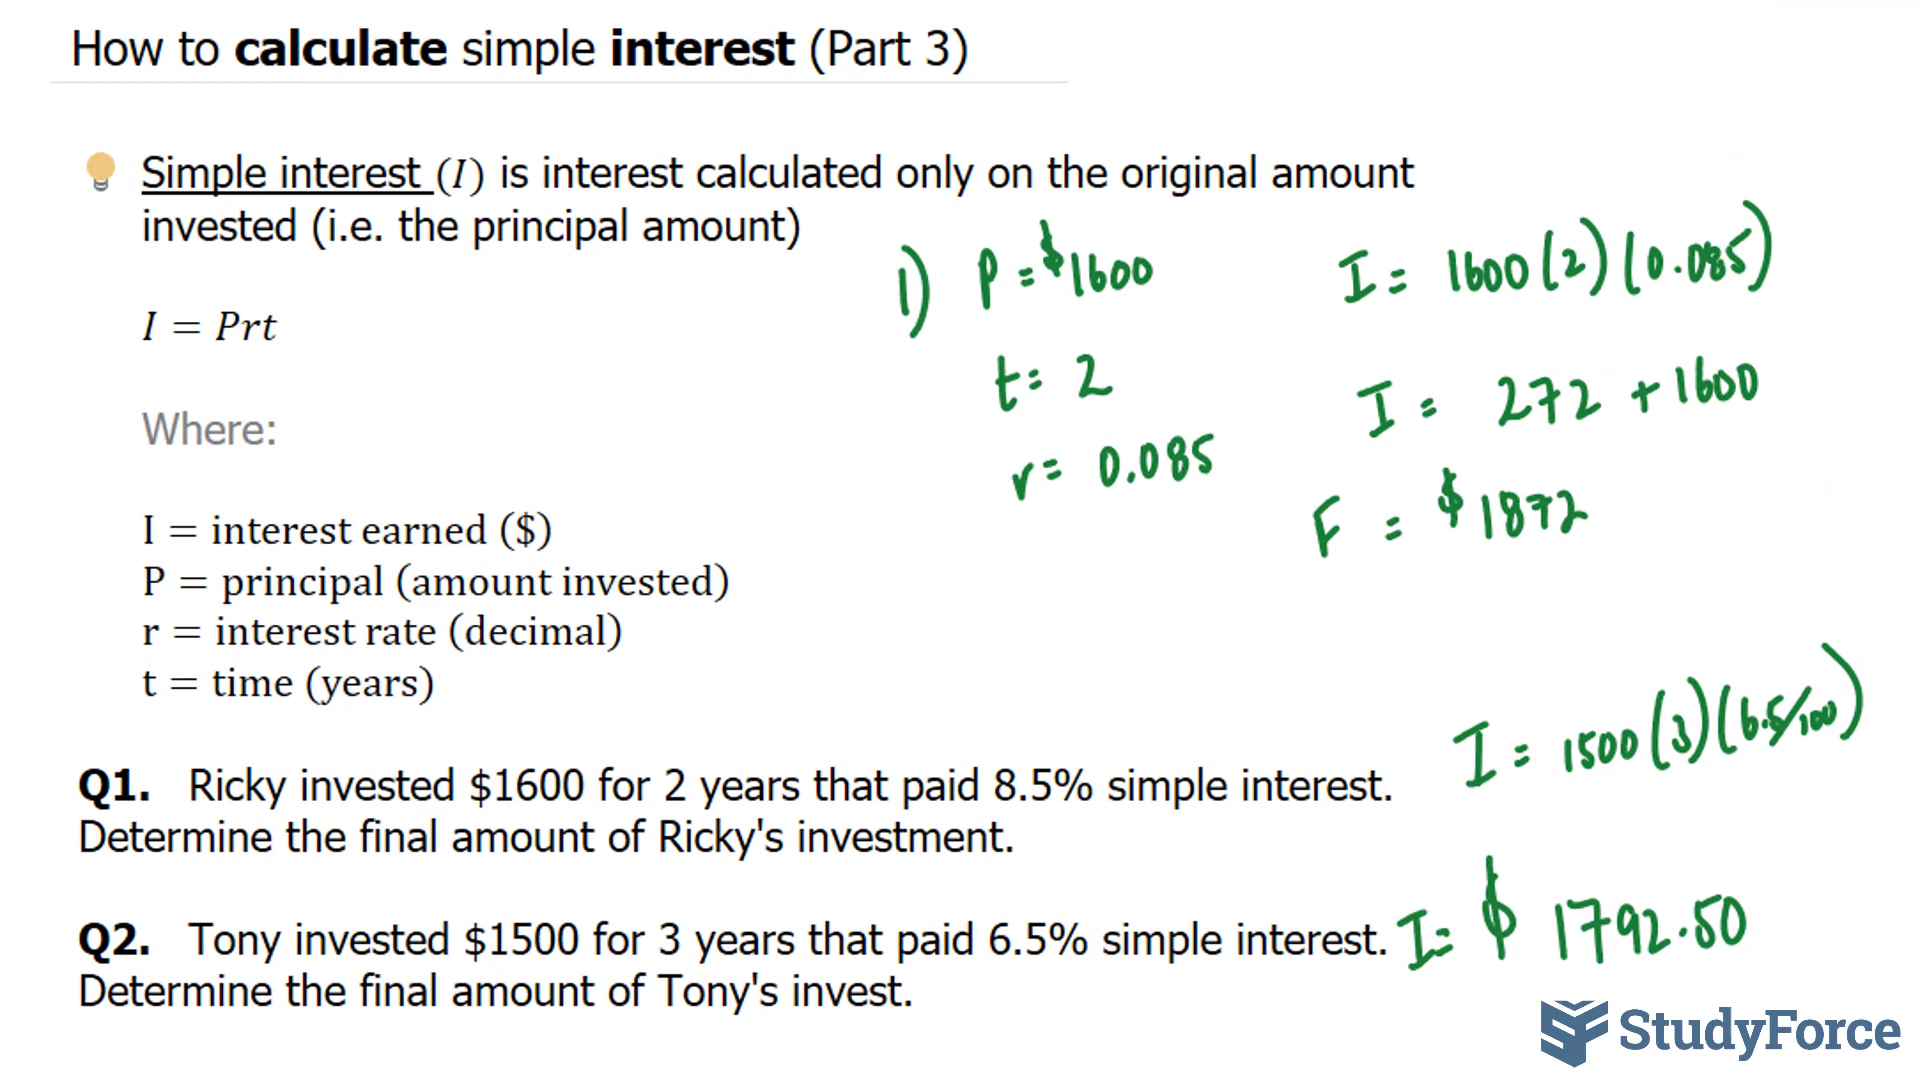 How to calculate simple interest (Part 3)
Simple interest (I) is interest calculated only on the original amount
invested (i.e. the principal amount)
I = Prt
Where:
I = interest earned ($)
P = principal (amount invested)
r = interest rate (decimal)
t = time (years)
1) P = $1600
t = 2
r = 0.085
I = 1600(2)(0.085)
I = 272 + 1600
F = $1872
Q1. Ricky invested $1600 for 2 years that paid 8.5% simple interest.
Determine the final amount of Ricky's investment.
I = 1500(3)(6.5/100)
Q2. Tony invested $1500 for 3 years that paid 6.5% simple interest.
Determine the final amount of Tony's invest.
I = $1792.50
StudyForce